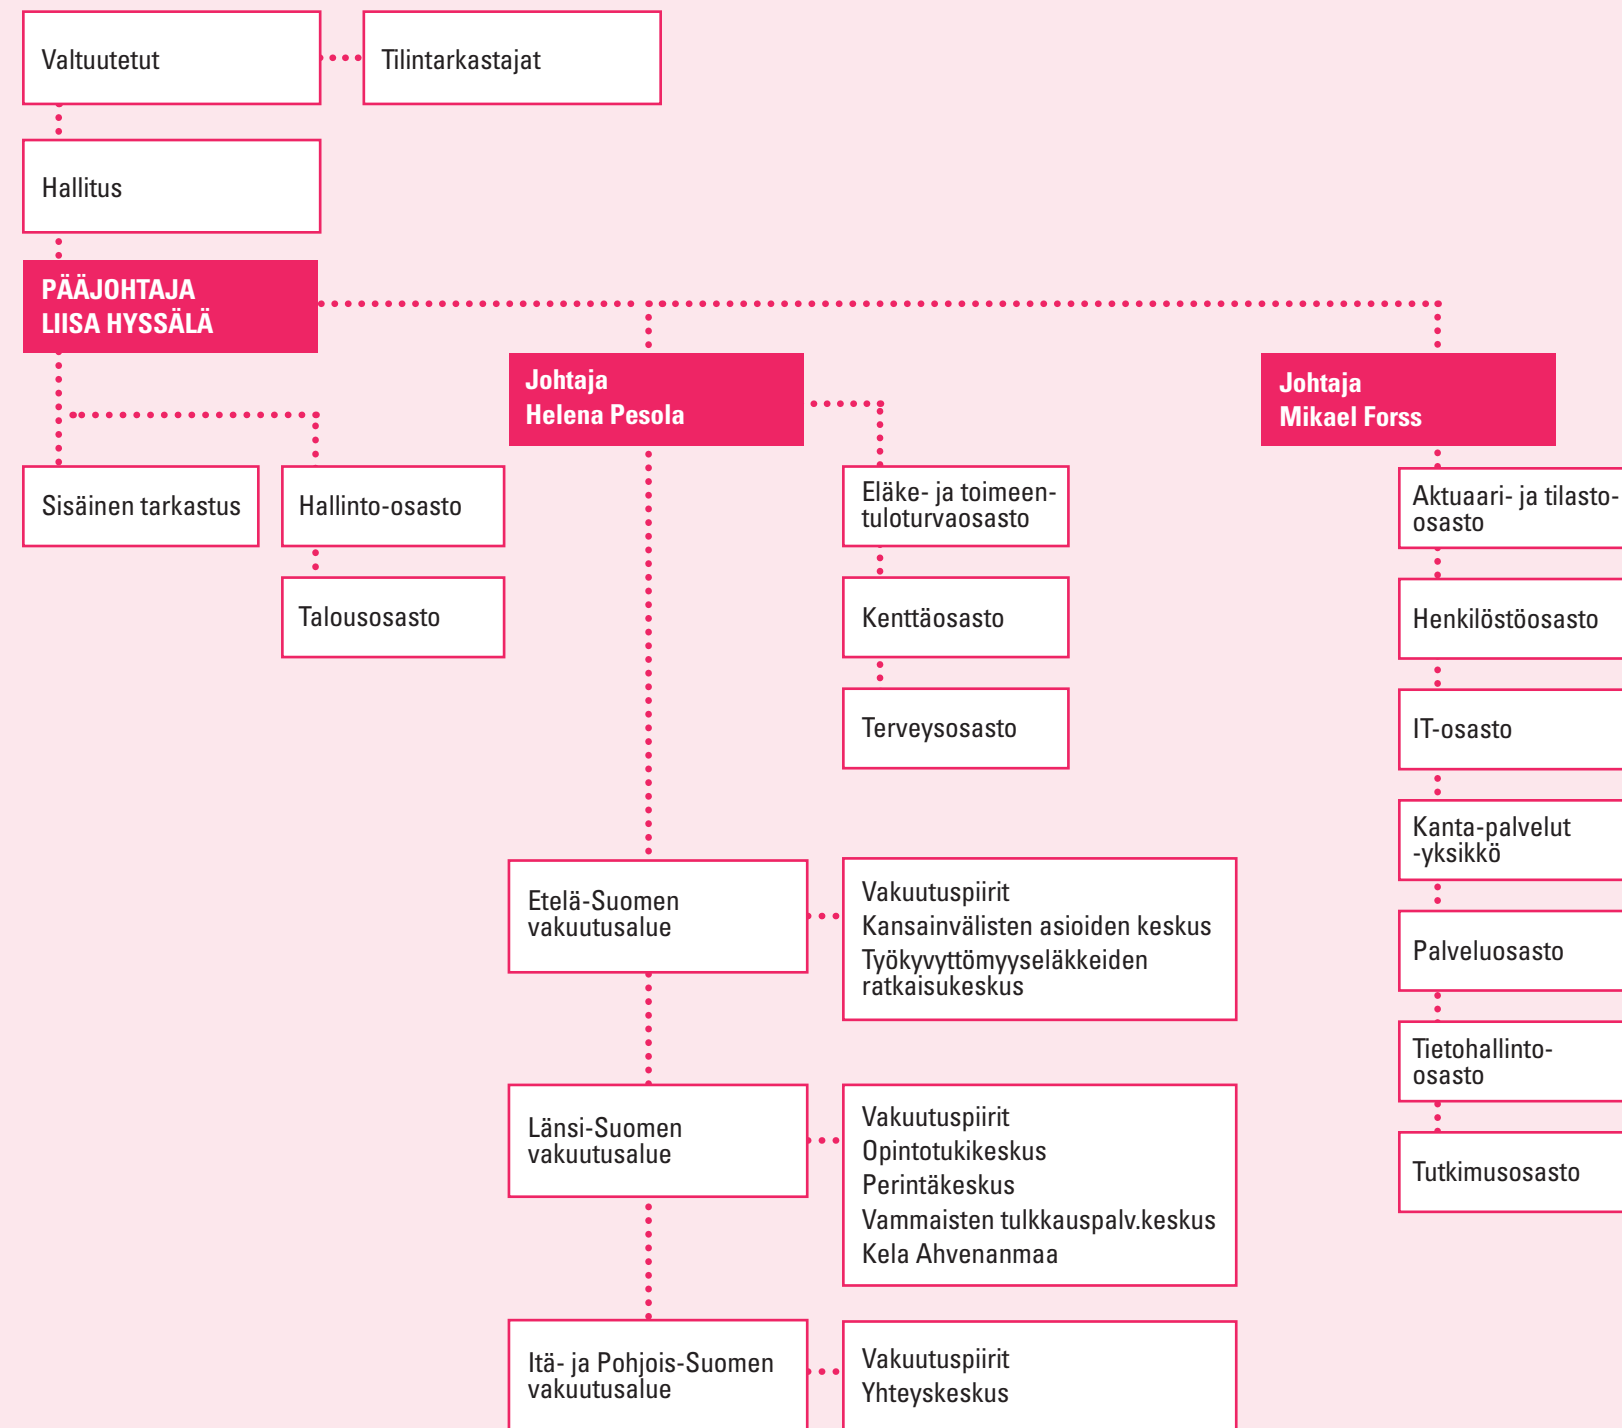 Valtuutetut
Tilintarkastajat
Hallitus
PÄÄJOHTAJA
LIISA HYSSÄLÄ
Sisäinen tarkastus
Hallinto-osasto
Talousosasto
Johtaja
Helena Pesola
Eläke- ja toimeen-
tuloturvaosasto
Kenttäosasto
Terveysosasto
Etelä-Suomen
vakuutusalue
Vakuutuspiirit
Kansainvälisten asioiden keskus
Työkyvyttömyyseläkkeiden
ratkaisukeskus
Länsi-Suomen
vakuutusalue
Vakuutuspiirit
Opintotukikeskus
Perintäkeskus
Vammaisten tulkkauspalv.keskus
Kela Ahvenanmaa
Itä- ja Pohjois-Suomen
vakuutusalue
Vakuutuspiirit
Yhteyskeskus
Johtaja
Mikael Forss
Aktuaari- ja tilasto-
osasto
Henkilöstöosasto
IT-osasto
Kanta-palvelut
-yksikkö
Palveluosasto
Tietohallinto-
osasto
Tutkimusosasto